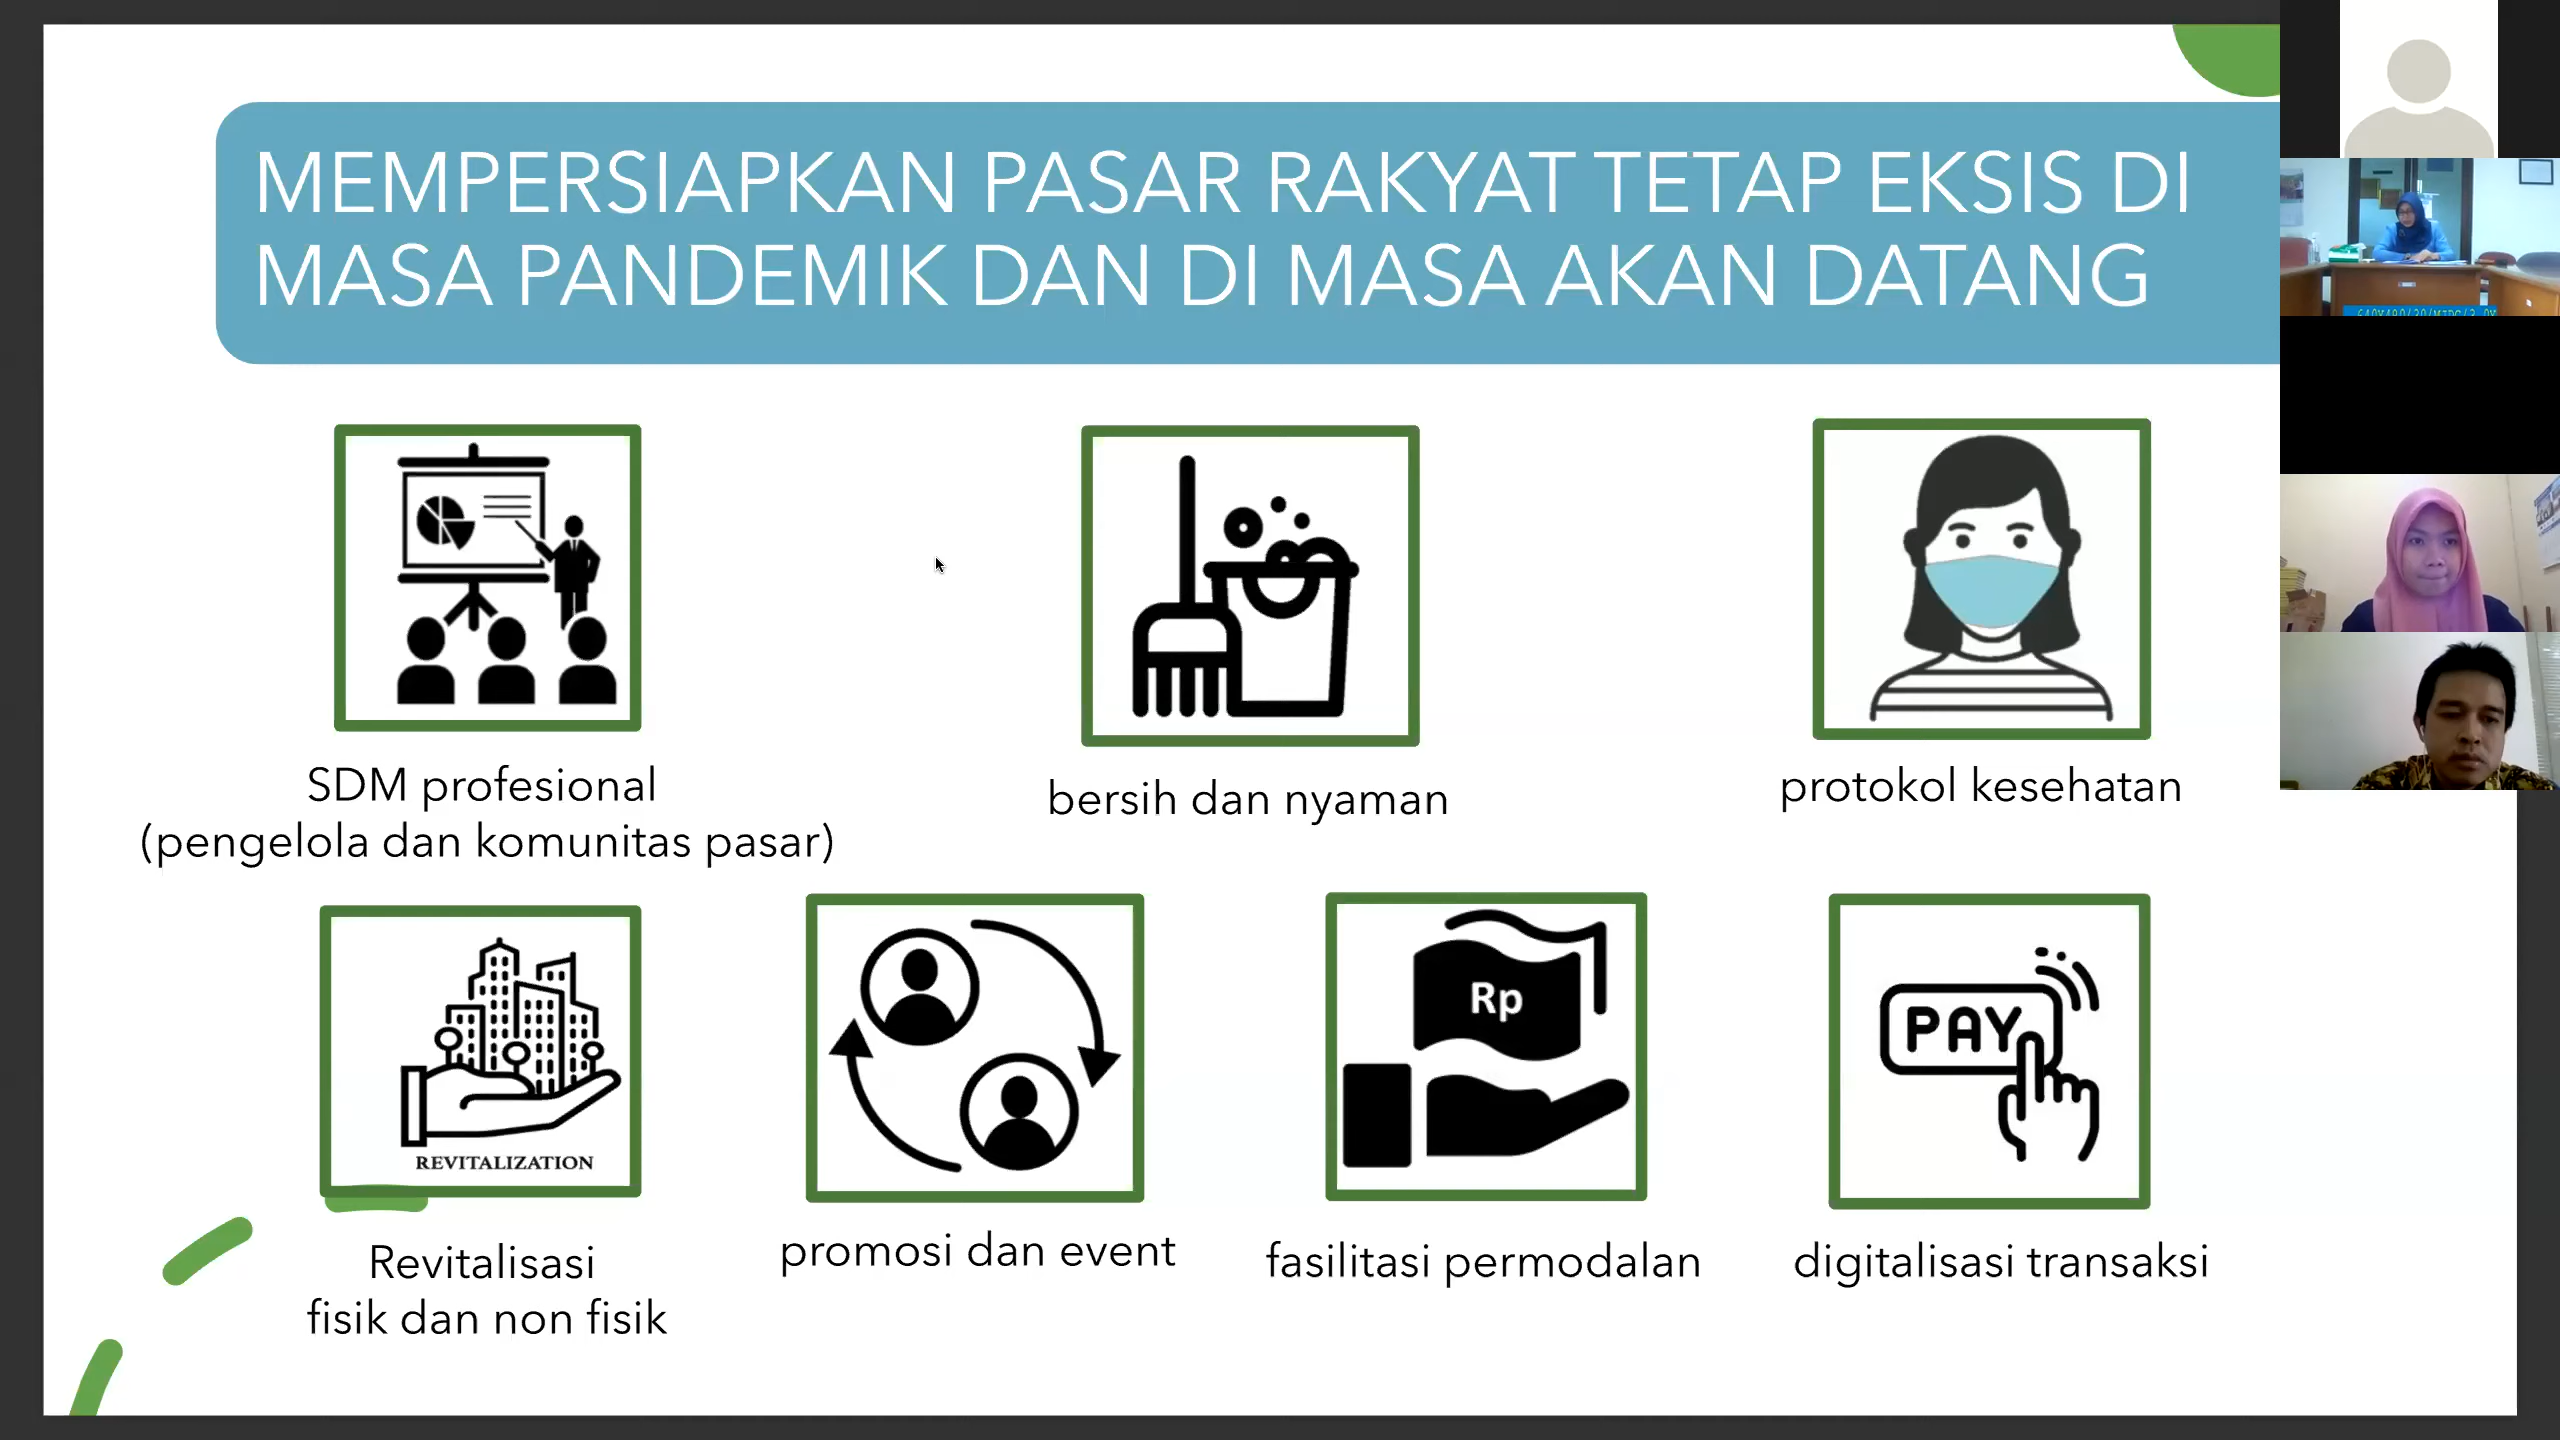 MEMPERSIAPKAN PASAR RAKYAT TETAP EKSIS DI
MASA PANDEMIK DAN DI MASA AKAN DATANG
SDM profesional
(pengelola dan komunitas pasar)
bersih dan nyaman
protokol kesehatan
REVITALIZATION
Revitalisasi
fisik dan non fisik
promosi dan event
Rp
fasilitasi permodalan
PAY
digitalisasi transaksi